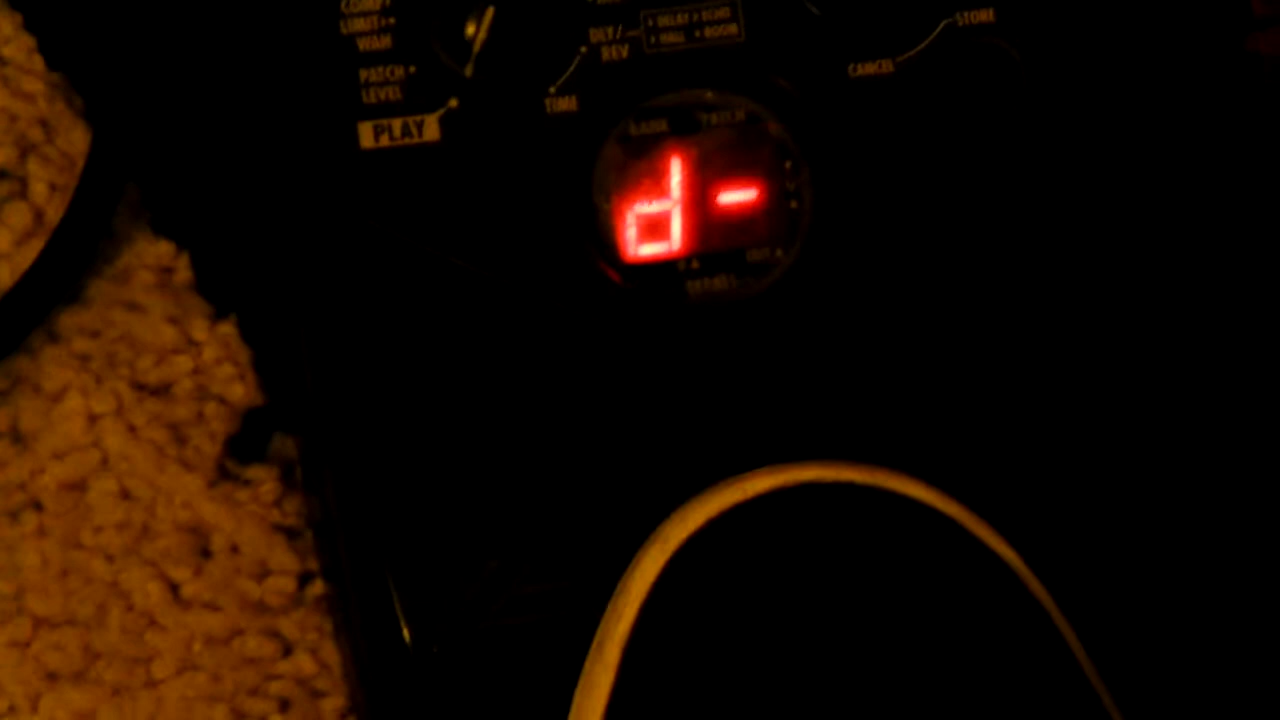 COMP/
LIMIT••
WAH
PATCH •
LEVEL
PLAY
TIME
DLY/
REV
• DELAY • ECHO
• HALL • ROOM
STORE
CANCEL
BANK PATCH
d-